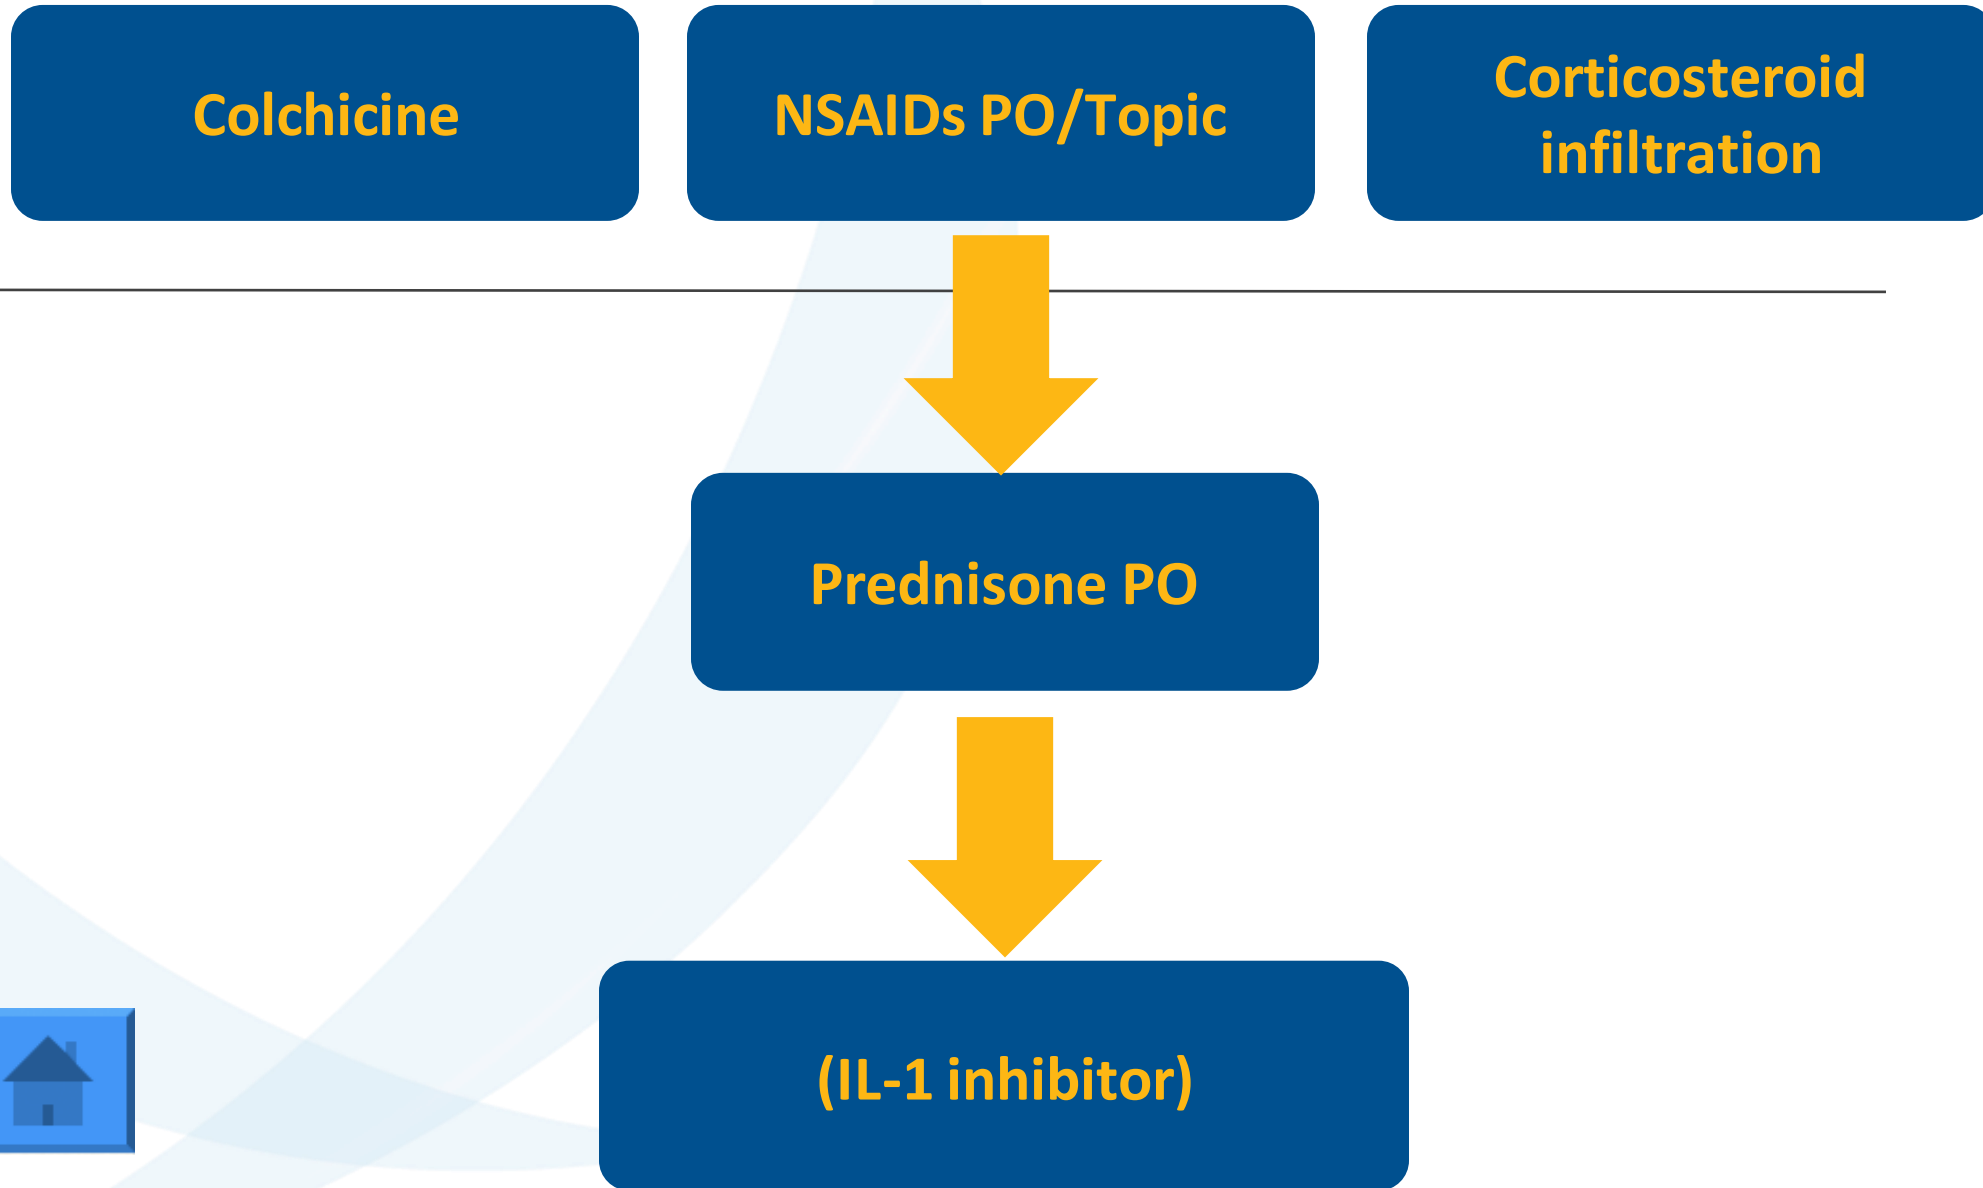 Colchicine
NSAIDs PO/Topic
Corticosteroid
infiltration
Prednisone PO
(IL-1 inhibitor)